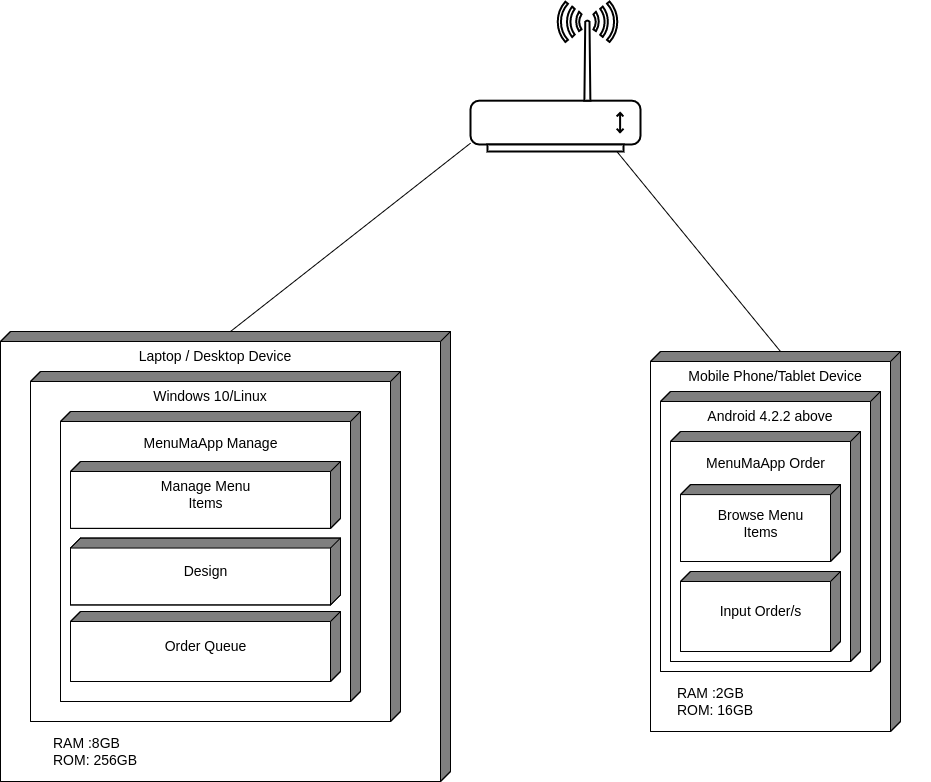 Laptop / Desktop Device
Windows 10/Linux
MenuMaApp Manage
Manage Menu
Items
Design
Order Queue
RAM :8GB
ROM: 256GB
Mobile Phone/Tablet Device
Android 4.2.2 above
MenuMaApp Order
Browse Menu
Items
Input Order/s
RAM :2GB
ROM: 16GB